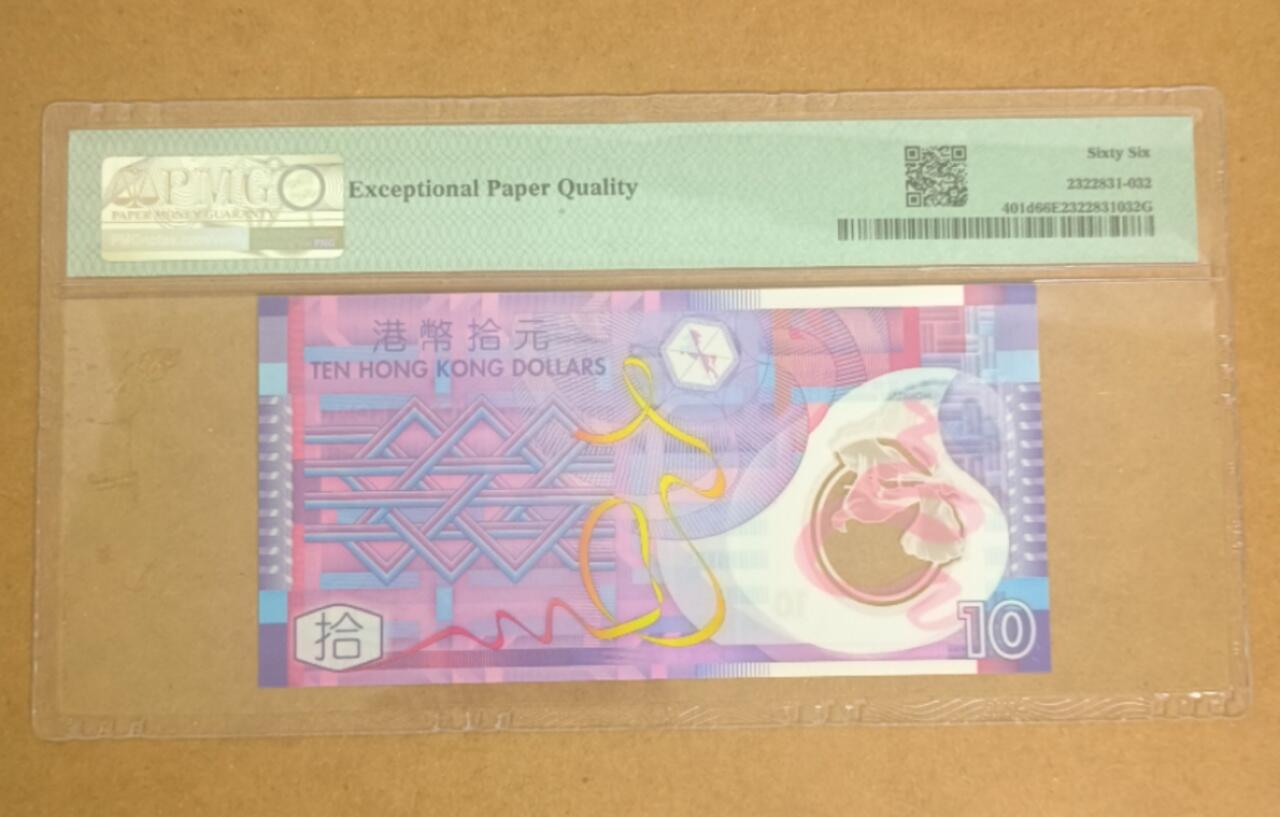 PMG
PAPER MONEY GUARANTY
Exceptional Paper Quality
Sixty Six
2322831-032
401d66E2322831032G
港幣拾元
TEN HONG KONG DOLLARS
拾
10